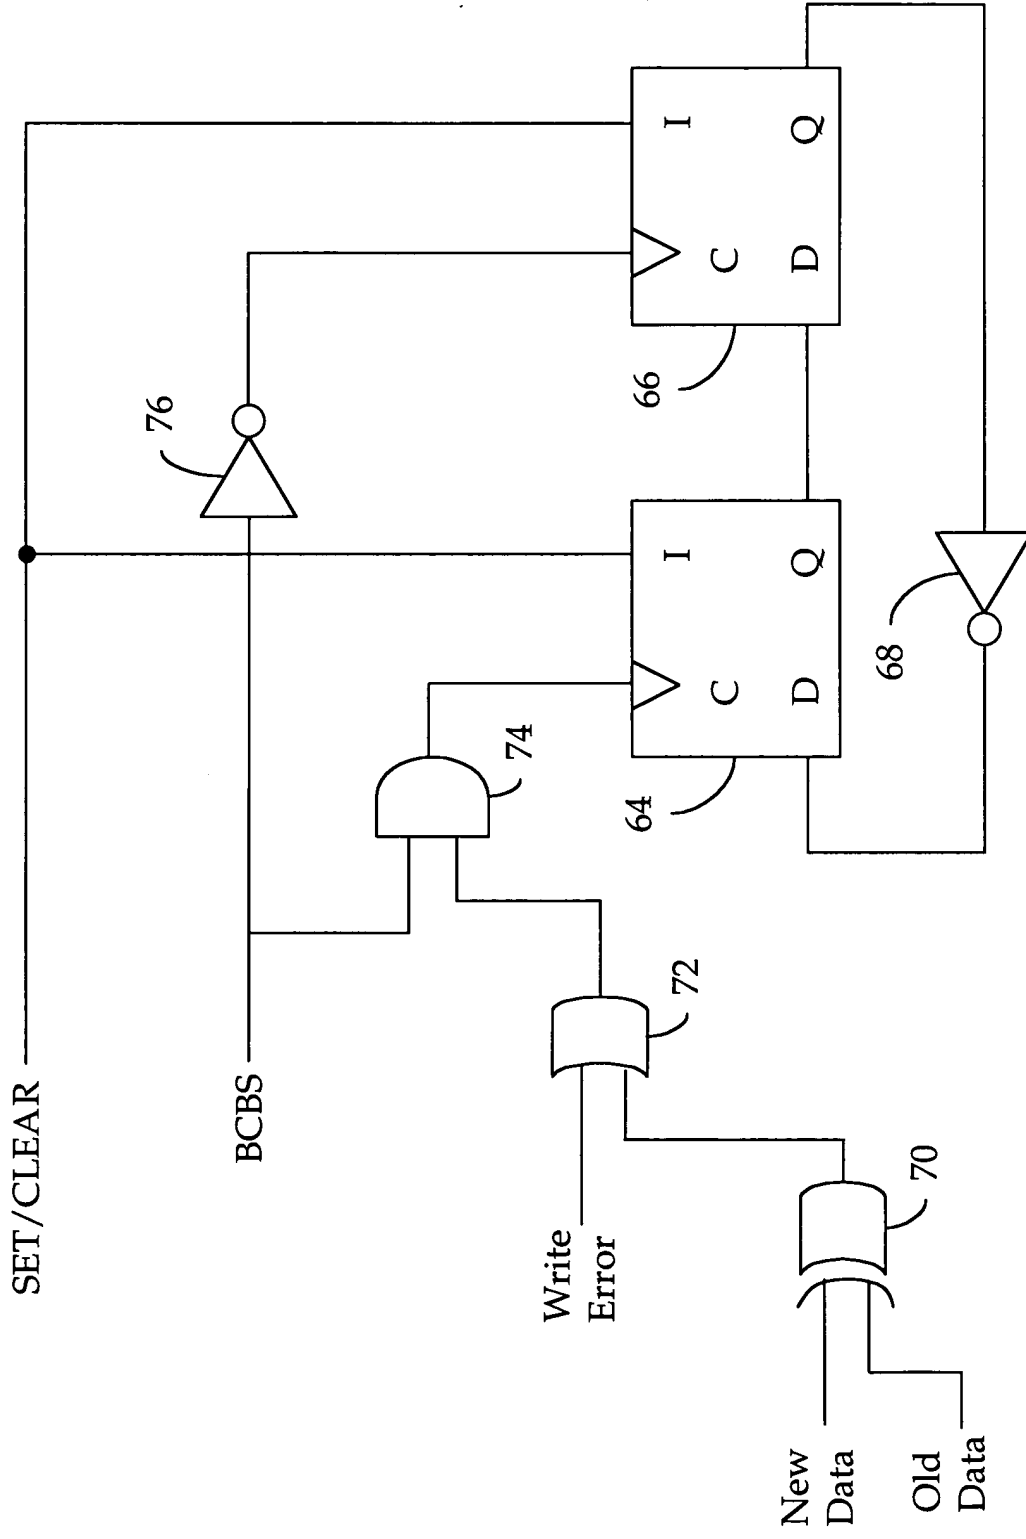 SET/CLEAR
BCBS
76
74
I
C
Q
D
64
I
C
Q
D
66
68
Write
Error
72
70
New
Data
Old
Data